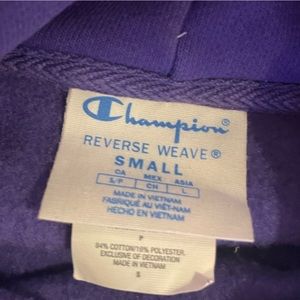 Champion®
REVERSE WEAVE®
SMALL
CA MEX ASIA
S/P CH L
MADE IN VIETNAM
FABRIQUÉ AU VIÊT-NAM
HECHO EN VIETNAM
P
84% COTTON/16% POLYESTER.
EXCLUSIVE OF DECORATION
MADE IN VIETNAM
S